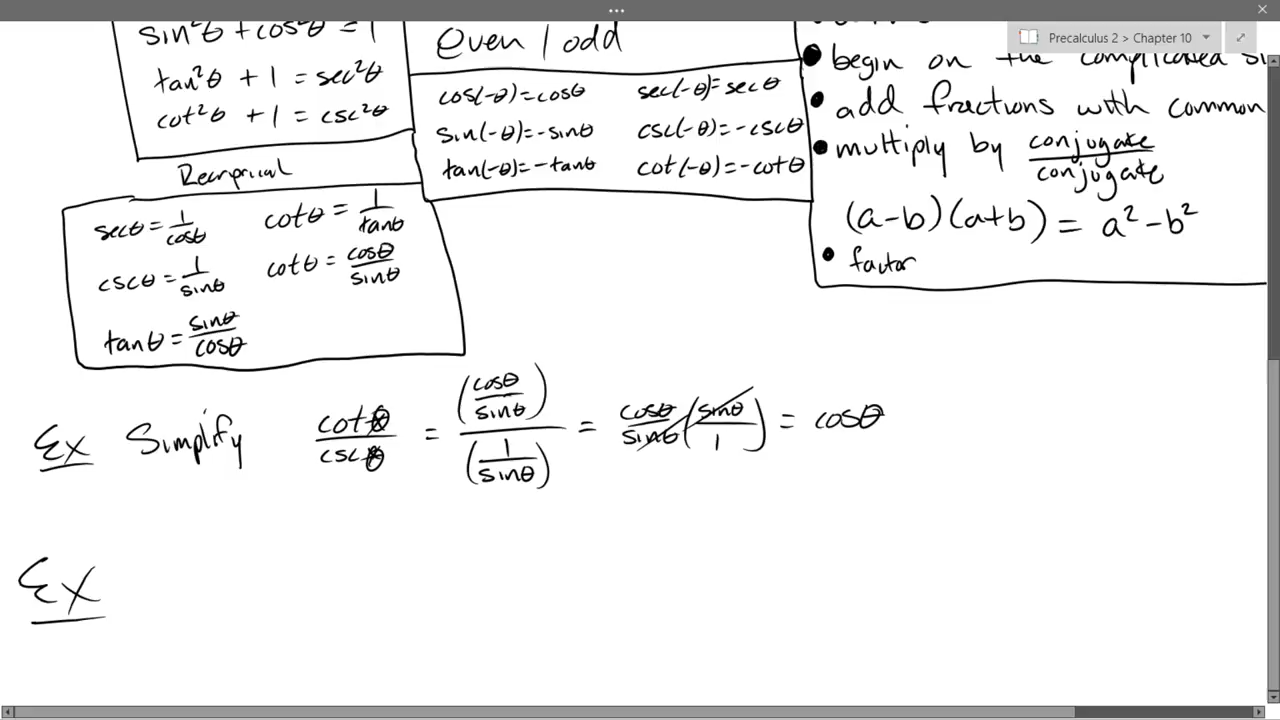 Precalculus 2 > Chapter 10
sin²θ + cos²θ = 1
tan²θ + 1 = sec²θ
cot²θ + 1 = csc²θ
even / odd
cos(-θ)=cosθ sec(-θ)=secθ
sin(-θ)=-sinθ csc(-θ)=-cscθ
tan(-θ)=-tanθ cot(-θ)=-cotθ
• begin on the complicated
• add fractions with common
• multiply by conjugate/conjugate
(a-b)(a+b) = a²-b²
• factor
Reciprical
secθ = 1/cosθ cotθ = 1/tanθ
cscθ = 1/sinθ cotθ = cosθ/sinθ
tanθ = sinθ/cosθ
Ex Simplify cotθ/cscθ = (cosθ/sinθ)/(1/sinθ) = cosθ/sinθ (sinθ/1) = cosθ
Ex